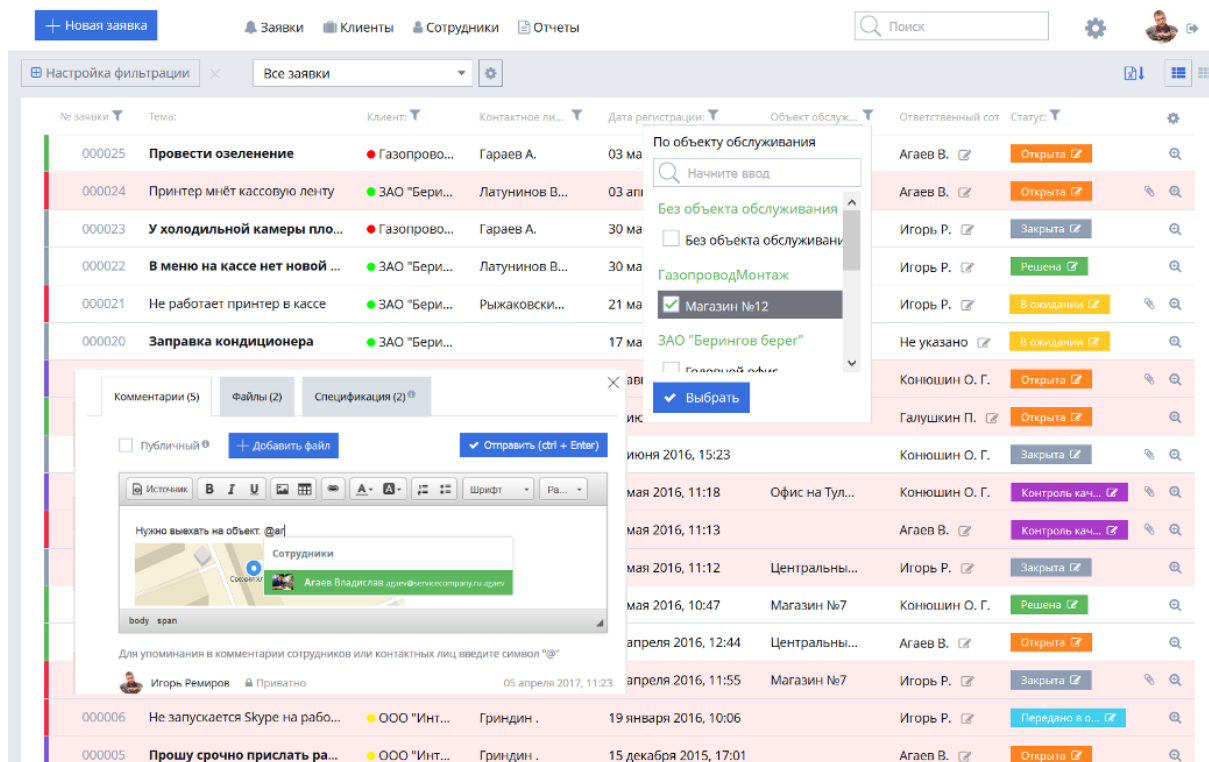 Новая заявка Заявки Клиенты Сотрудники Отчеты Поиск
Настройка фильтрации Все заявки
№ заявки Тема: Клиент: Контактное ли... Дата регистрации: Объект обслуж... Ответственный сот Статус:
000025 Провести озеленение Газопрово... Гараев А. 03 ма Агаев В. Открыта
000024 Принтер мнёт кассовую ленту ЗАО "Бери... Латунинов В... 03 апр Агаев В. Открыта
000023 У холодильной камеры пло... Газопрово... Гараев А. 30 ма Игорь Р. Закрыта
000022 В меню на кассе нет новой ... ЗАО "Бери... Латунинов В... 30 ма Игорь Р. Решена
000021 Не работает принтер в кассе ЗАО "Бери... Рыжаковски... 21 ма Игорь Р. В ожидании
000020 Заправка кондиционера ЗАО "Бери... 17 ма Не указано В ожидании
По объекту обслуживания
Начните ввод
Без объекта обслуживания
Без объекта обслуживани
ГазопроводМонтаж
Магазин №12
ЗАО "Берингов берег"
Головной офис
Выбрать
Конюшин О. Г. Открыта
Галушкин П. Открыта
июня 2016, 15:23 Конюшин О. Г. Закрыта
мая 2016, 11:18 Офис на Тул... Конюшин О. Г. Контроль кач...
мая 2016, 11:13 Агаев В. Контроль кач...
мая 2016, 11:12 Центральны... Игорь Р. Закрыта
мая 2016, 10:47 Магазин №7 Конюшин О. Г. Решена
апреля 2016, 12:44 Центральны... Агаев В. Открыта
апреля 2016, 11:55 Магазин №7 Игорь Р. Закрыта
Комментарии (5) Файлы (2) Спецификация (2)
Публичный Добавить файл Отправить (ctrl + Enter)
Источник B I U A A Шрифт Ра...
Нужно выехать на объект. @аг
Сотрудники
Агаев Владислав agaev@servicecompany.ru agaev
body span
Для упоминания в комментарии сотрудников или контактных лиц введите символ "@"
Игорь Ремиров Приватно 05 апреля 2017, 11:23
000006 Не запускается Skype на рабо... ООО "Инт... Гриндин . 19 января 2016, 10:06 Игорь Р. Передано в о...
000005 Прошу срочно прислать ра... ООО "Инт... Гриндин . 15 декабря 2015, 17:01 Агаев В. Открыта